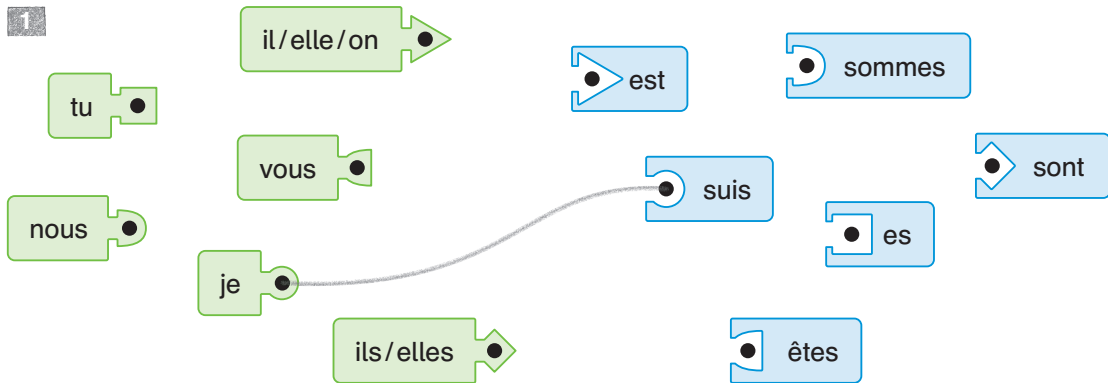 1
il/elle/on
tu
vous
nous
je
ils/elles
est
sommes
sont
suis
es
êtes